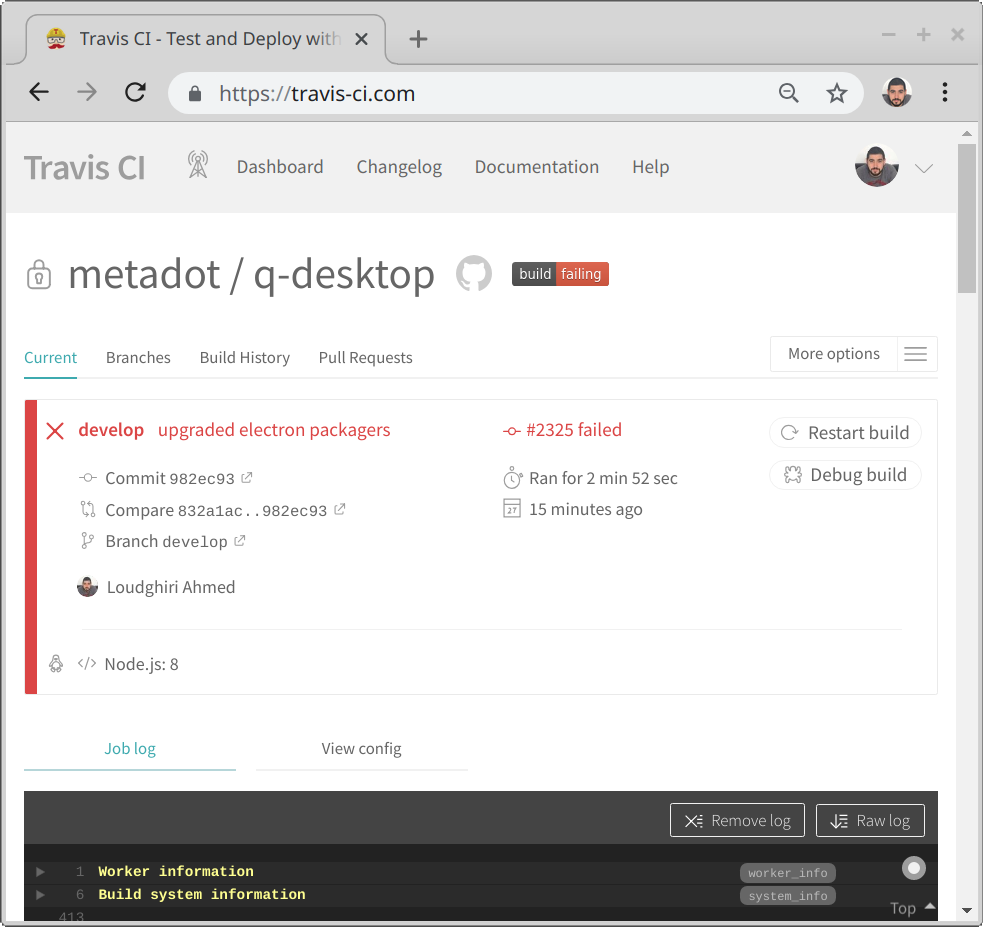 Travis CI - Test and Deploy with
https://travis-ci.com
Travis CI Dashboard Changelog Documentation Help
metadot / q-desktop build failing
Current Branches Build History Pull Requests More options
develop upgraded electron packagers #2325 failed Restart build
Commit 982ec93 Ran for 2 min 52 sec Debug build
Compare 832a1ac..982ec93 27 15 minutes ago
Branch develop
Loudghiri Ahmed
</> Node.js: 8
Job log View config
Remove log Raw log
1 Worker information worker_info
6 Build system information system_info
413 Top